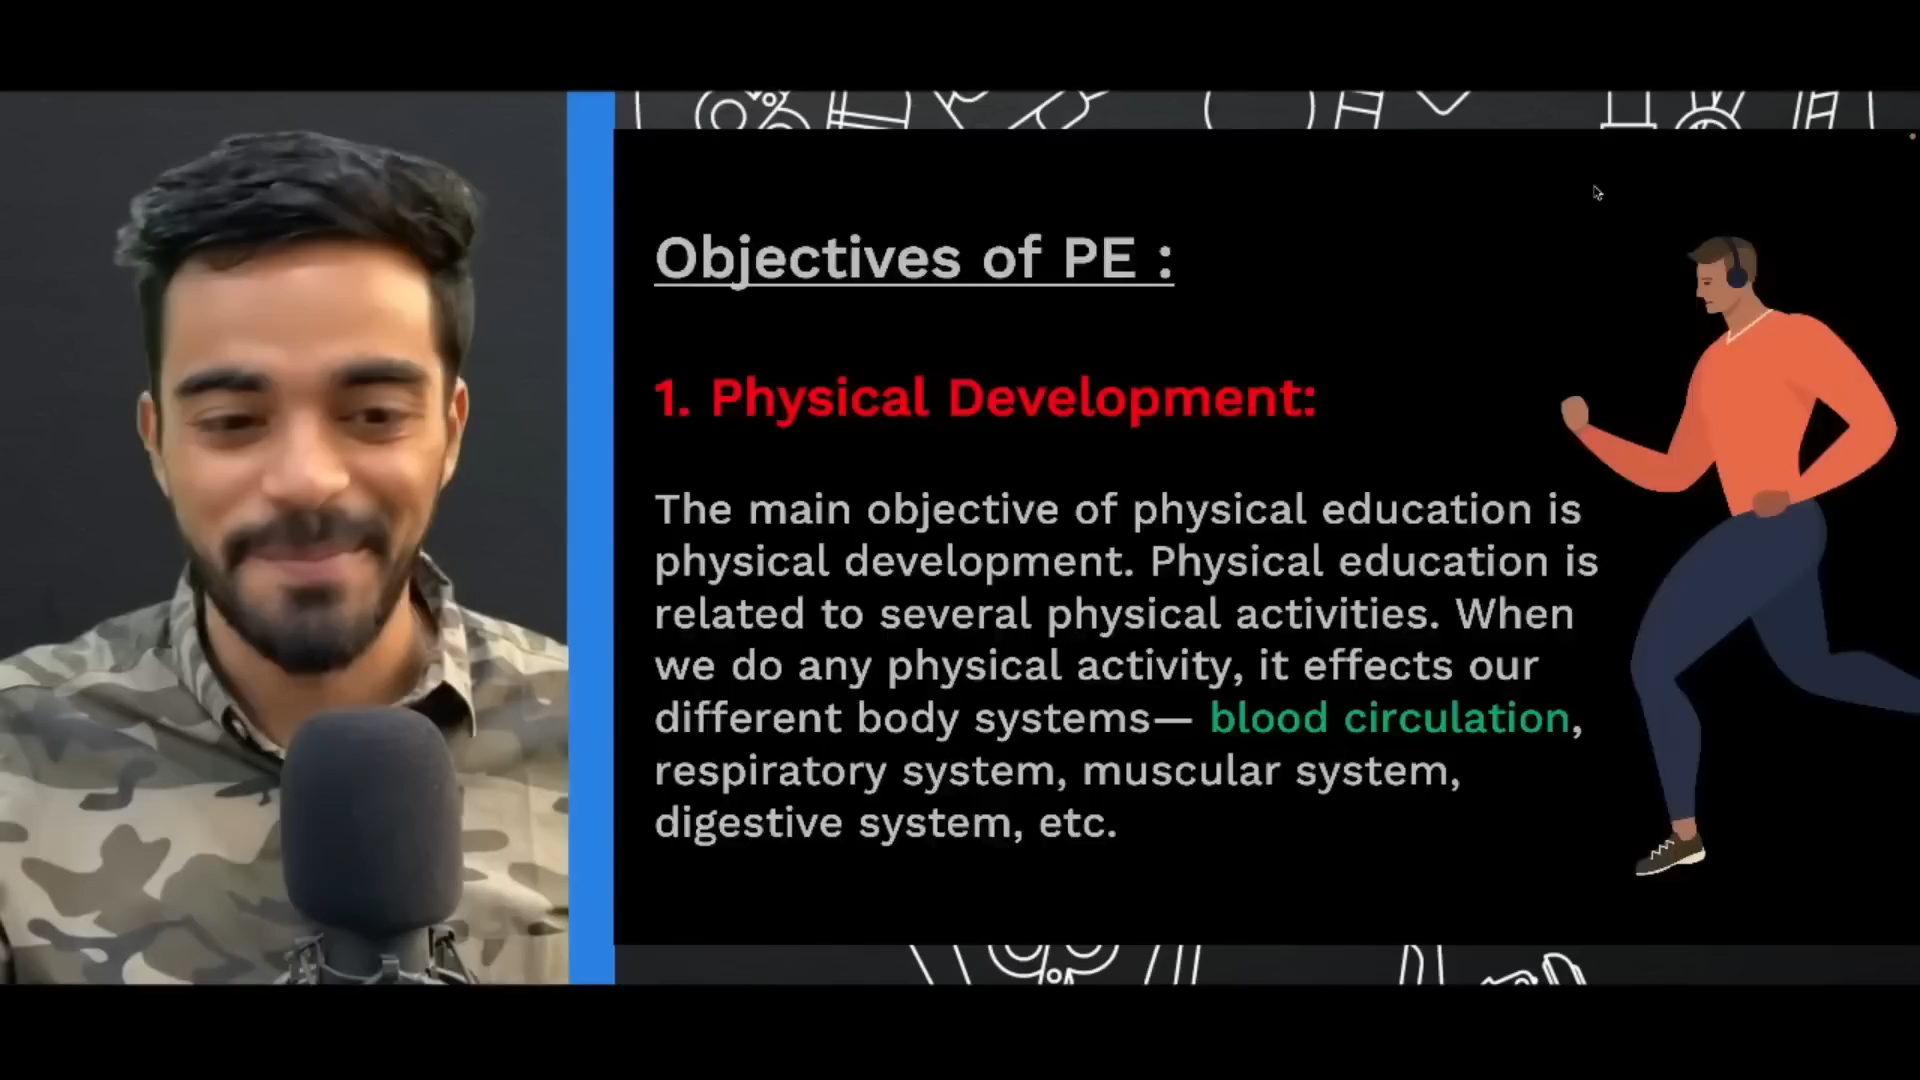 Objectives of PE :
1. Physical Development:
The main objective of physical education is
physical development. Physical education is
related to several physical activities. When
we do any physical activity, it effects our
different body systems— blood circulation,
respiratory system, muscular system,
digestive system, etc.